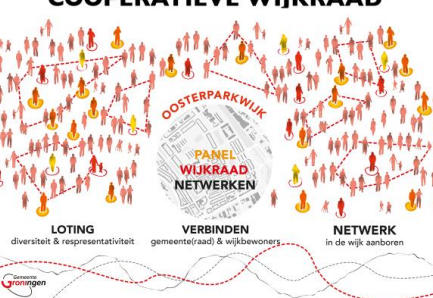 COÖPERATIEVE WIJKRAAD
OOSTERPARKWIJK
PANEL
WIJKRAAD
NETWERKEN
LOTING
diversiteit & respresentativiteit
VERBINDEN
gemeente(raad) & wijkbewoners
NETWERK
in de wijk aanboren
Gemeente
Groningen